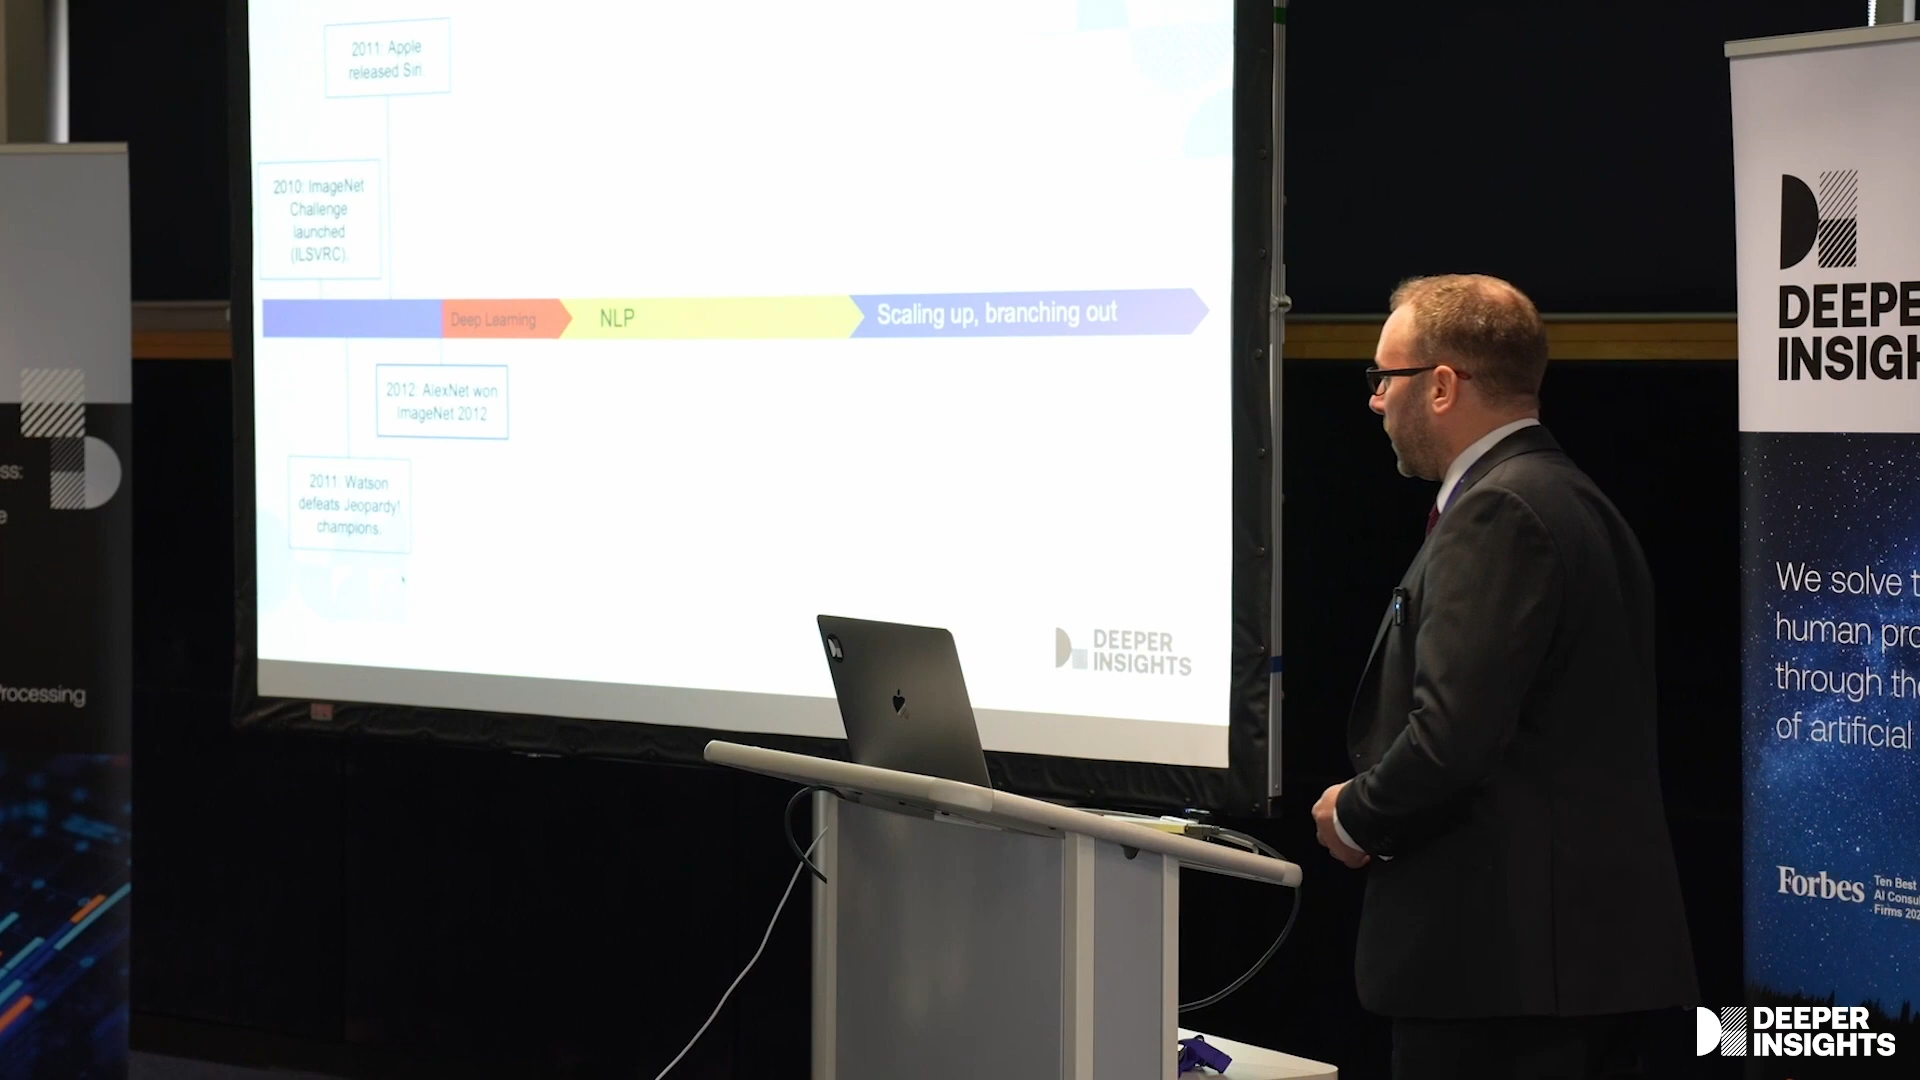 2011: Apple
released Siri.
2010: ImageNet
Challenge
launched
(ILSVRC).
Deep Learning
NLP
Scaling up, branching out
2012: AlexNet won
ImageNet 2012
2011: Watson
defeats Jeopardy!
champions.
DEEPER
INSIGHTS
ss:
e
rocessing
DEEPE
INSIGH
We solve t
human pro
through the
of artificial
Forbes
Ten Best
AI Consu
Firms 202
DEEPER
INSIGHTS